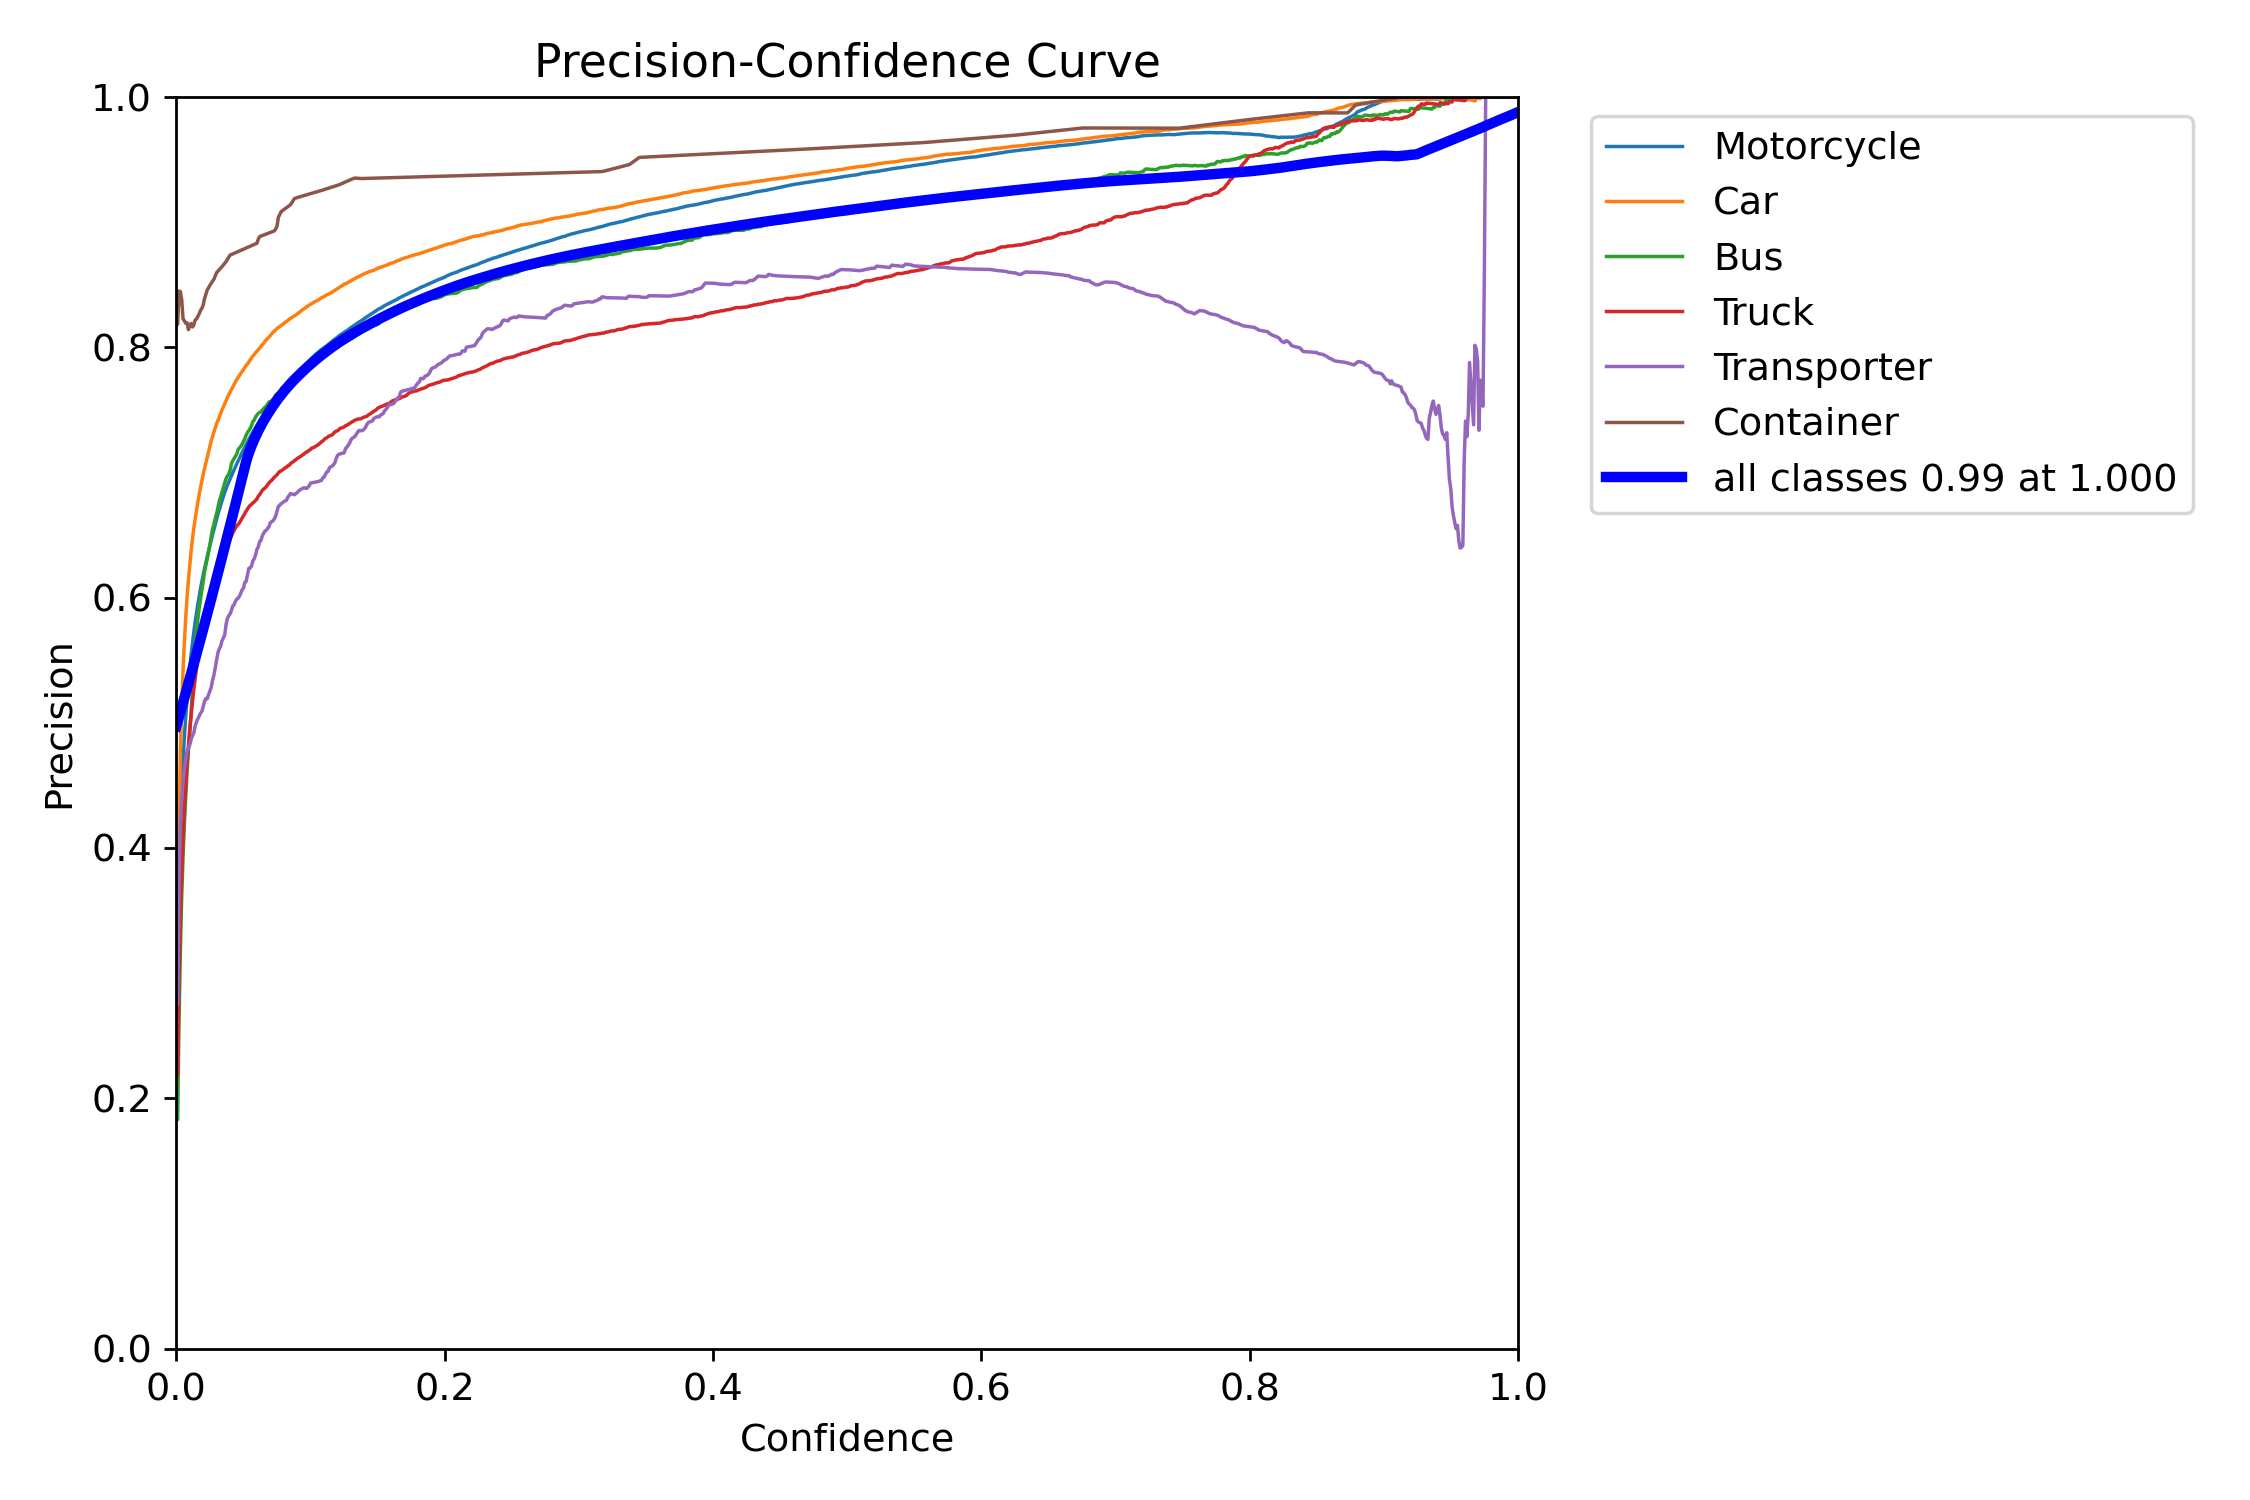 Precision-Confidence Curve
1.0
0.8
0.6
0.4
0.2
0.0
Precision
0.0 0.2 0.4 0.6 0.8 1.0
Confidence
Motorcycle
Car
Bus
Truck
Transporter
Container
all classes 0.99 at 1.000